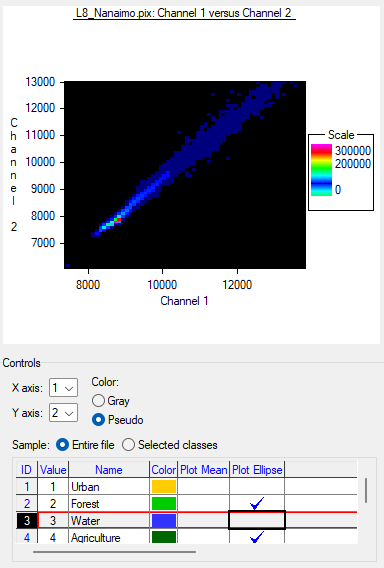 L8_Nanaimo.pix: Channel 1 versus Channel 2
13000
12000
11000
10000
9000
8000
7000
Channel 2
8000 10000 12000
Channel 1
Scale
300000
200000
0
Controls
X axis: 1
Y axis: 2
Color:
Gray
Pseudo
Sample: Entire file Selected classes
ID Value Name Color Plot Mean Plot Ellipse
1 1 Urban
2 2 Forest
3 3 Water
4 4 Agriculture